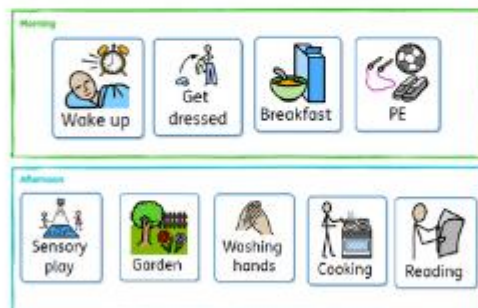 Morning
Wake up
Get
dressed
Breakfast
PE
Afternoon
Sensory
play
Garden
Washing
hands
Cooking
Reading